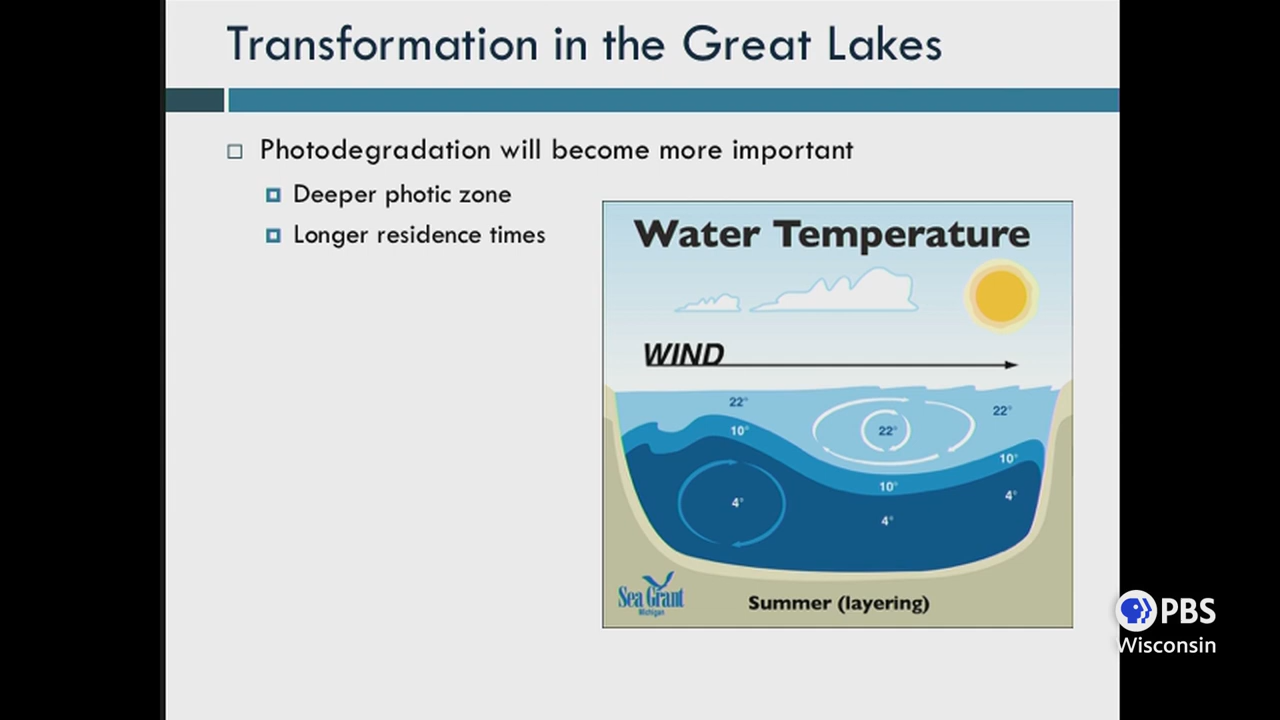 Transformation in the Great Lakes
Photodegradation will become more important
Deeper photic zone
Longer residence times
Water Temperature
WIND
22°
22°
10°
22°
10°
10°
4°
4°
4°
Sea Grant
Michigan
Summer (layering)
PBS
Wisconsin